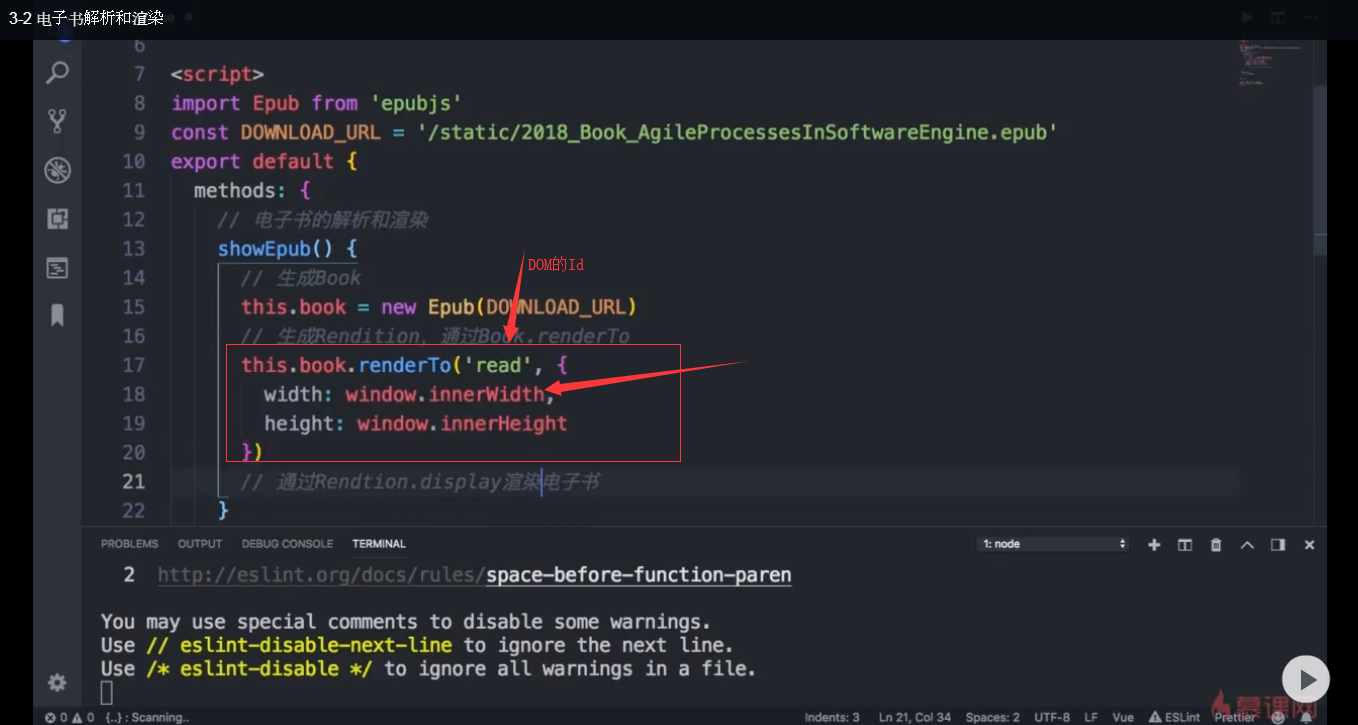 3-2 电子书解析和渲染
6
7 <script>
8 import Epub from 'epubjs'
9 const DOWNLOAD_URL = '/static/2018_Book_AgileProcessesInSoftwareEngine.epub'
10 export default {
11 methods: {
12 // 电子书的解析和渲染
13 showEpub() {
DOM的Id
14 // 生成Book
15 this.book = new Epub(DOWNLOAD_URL)
16 // 生成Rendition, 通过Book.renderTo
17 this.book.renderTo('read', {
18 width: window.innerWidth,
19 height: window.innerHeight
20 })
21 // 通过Rendtion.display渲染电子书
22 }
PROBLEMS OUTPUT DEBUG CONSOLE TERMINAL 1: node
2 http://eslint.org/docs/rules/space-before-function-paren
You may use special comments to disable some warnings.
Use // eslint-disable-next-line to ignore the next line.
Use /* eslint-disable */ to ignore all warnings in a file.
慕课网
0 0 {..} : Scanning.. Indents: 3 Ln 21, Col 34 Spaces: 2 UTF-8 LF Vue ESLint Prettier